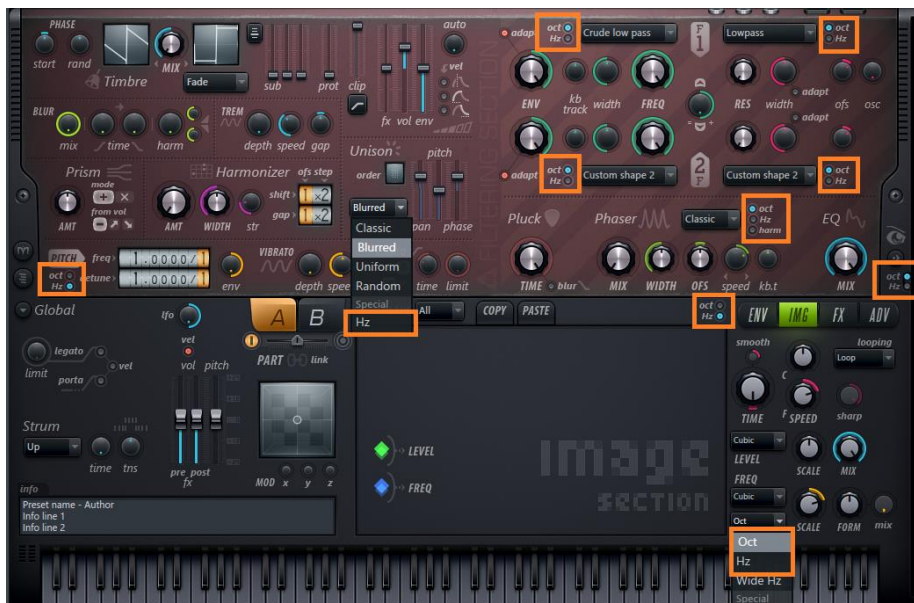 PHASE
start rand
Timbre
MIX
Fade
sub prot clip
auto
vel
fx vol env
adapt oct Hz
Crude low pass
F 1
Lowpass
oct Hz
ENV kb track width FREQ
RES width adapt ofs osc
adapt
BLUR
mix time harm
TREM
depth speed gap
Unison
order
pitch
pan phase
adapt oct Hz
Custom shape 2
2 F
Custom shape 2
oct Hz
Prism
mode
from vol
AMT
Harmonizer ofs step
shift x2
gap x2
AMT WIDTH str
Blurred
Classic
Blurred
Uniform
Random
Special
Hz
Pluck
Phaser
Classic
oct
Hz
harm
EQ
TIME blur MIX WIDTH OFS speed kb.t MIX
PITCH freq 1.0000/1
oct
Hz
detune 1.0000/1
env
VIBRATO
depth speed
time limit
oct
Hz
Global
lfo
A B
All
COPY PASTE
oct
Hz
ENV IMG FX ADV
legato
limit
porta
vel
vel
vol pitch
PART link
smooth
looping
Loop
C
F
TIME SPEED sharp
Strum
Up
time tns
pre post
fx
MOD x y z
LEVEL
FREQ
Image
section
Cubic
LEVEL
SCALE MIX
FREQ
Cubic
Oct
SCALE FORM mix
Oct
Hz
Wide Hz
Special
info
Preset name - Author
Info line 1
Info line 2